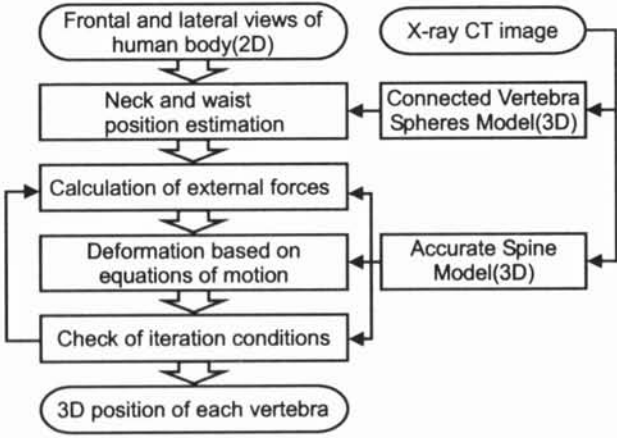 Frontal and lateral views of
human body(2D)
X-ray CT image
Neck and waist
position estimation
Connected Vertebra
Spheres Model(3D)
Calculation of external forces
Deformation based on
equations of motion
Accurate Spine
Model(3D)
Check of iteration conditions
3D position of each vertebra